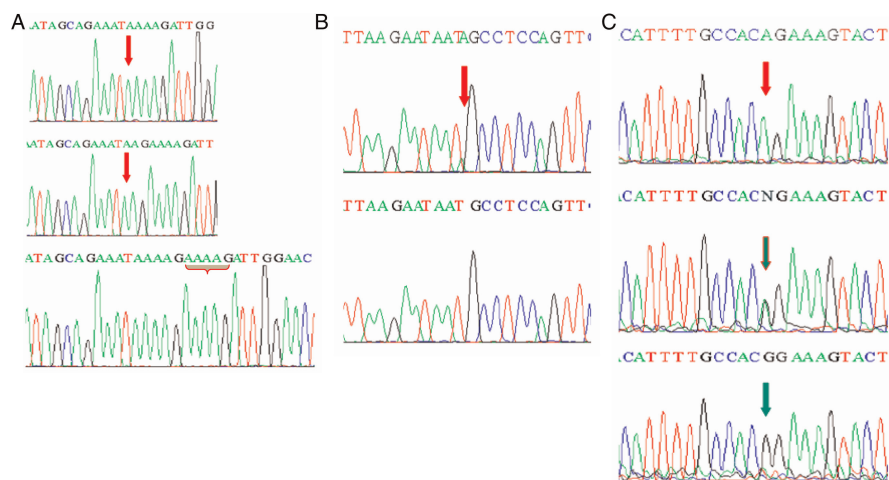 A
ATAGCAGAAATAAAAGATTGG
ATAGCAGAAATAAGAAAAGATT
ATAGCAGAAATAAAAGAAAAGATTGGAAC
B
TTAAGAATAATAGCCTCCAGTT
TTAAGAATAATGCCTCCAGTT
C
CATTTTGCCACAGAAAGTACT
CATTTTGCCACNGAAAGTACT
CATTTTGCCACGGAAAGTACT